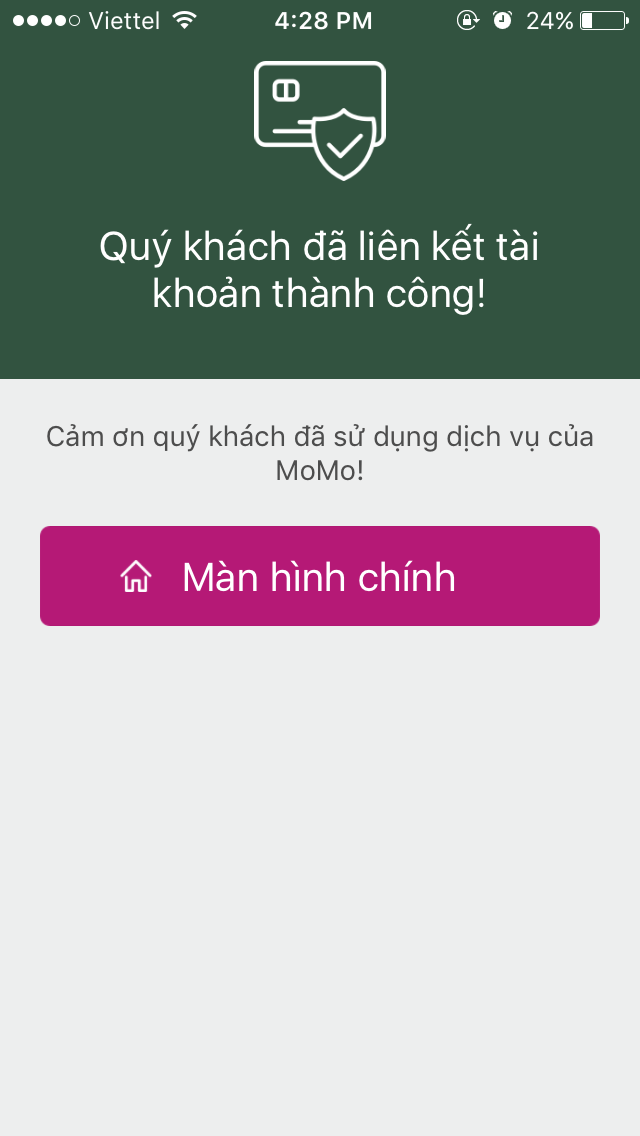 Viettel 4:28 PM 24%
Quý khách đã liên kết tài
khoản thành công!
Cảm ơn quý khách đã sử dụng dịch vụ của
MoMo!
Màn hình chính